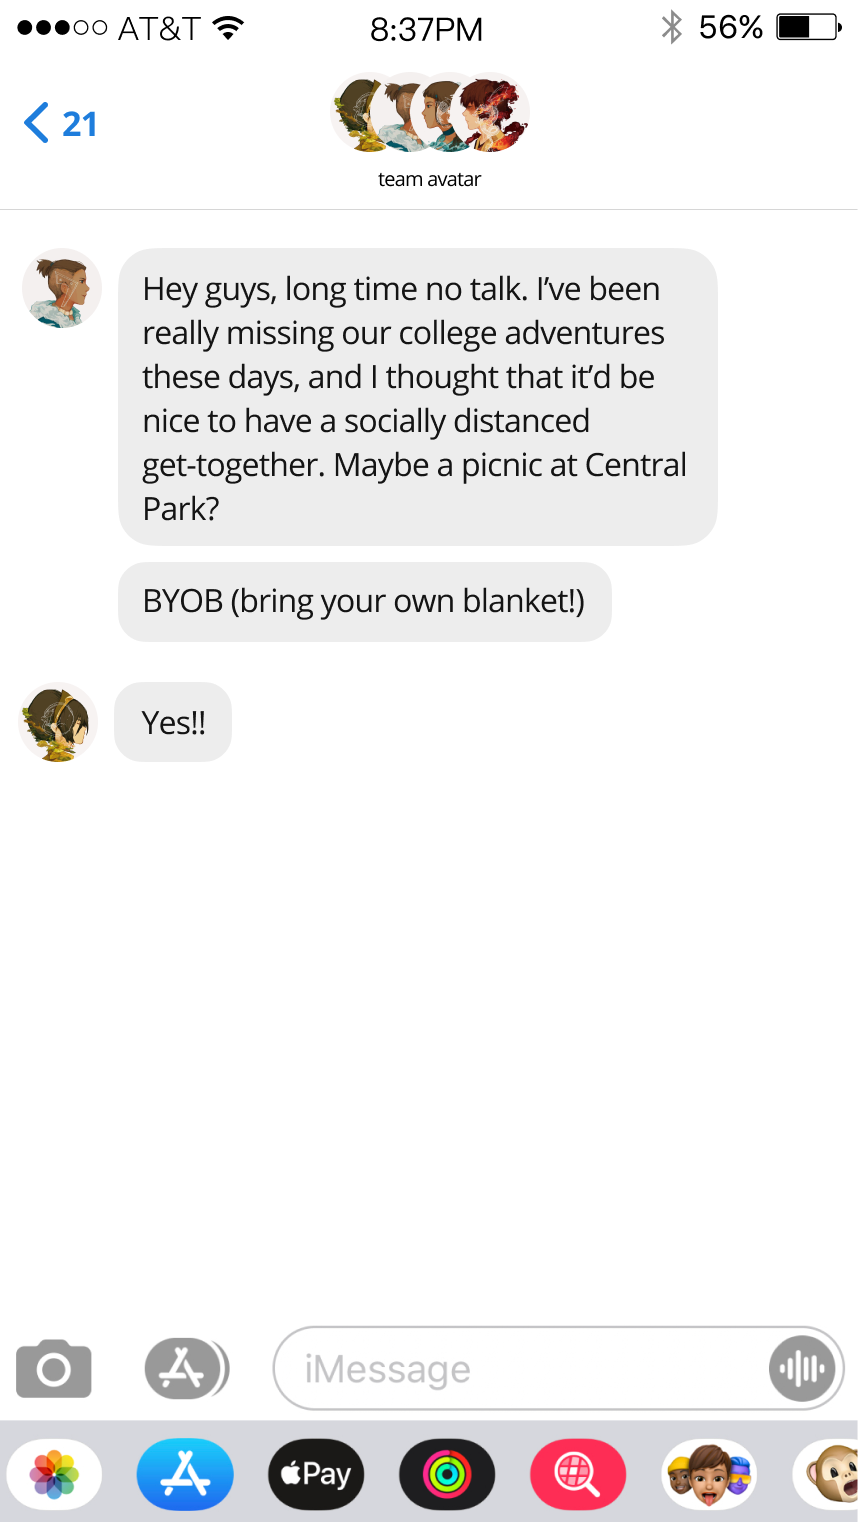 AT&T 8:37PM 56%
21
team avatar
Hey guys, long time no talk. I’ve been
really missing our college adventures
these days, and I thought that it’d be
nice to have a socially distanced
get-together. Maybe a picnic at Central
Park?
BYOB (bring your own blanket!)
Yes!!
iMessage
Pay